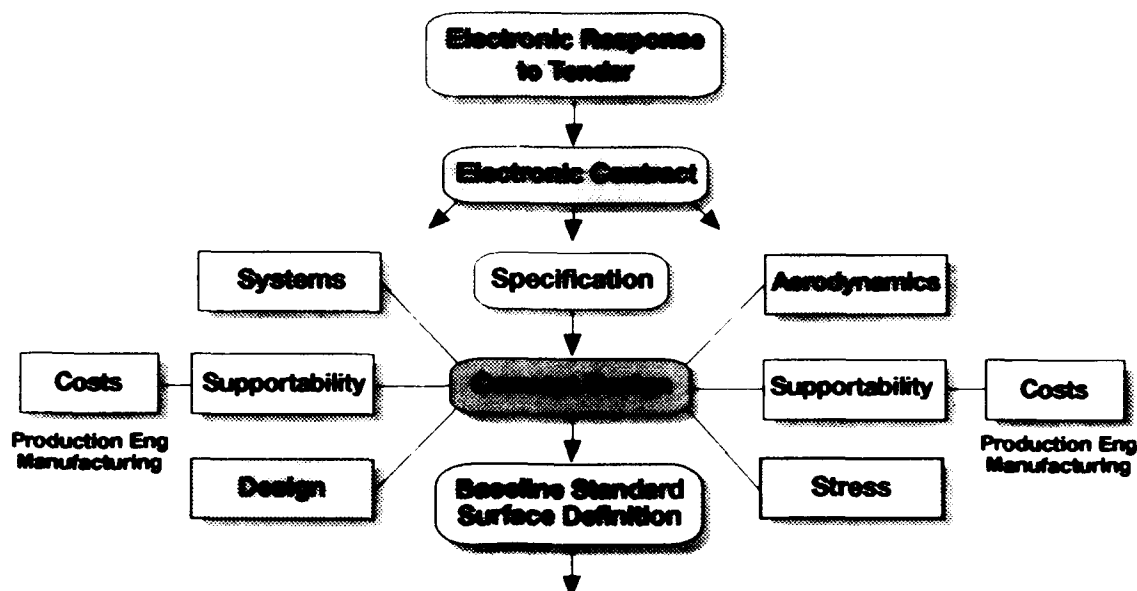 Electronic Response
to Tender
Electronic Contract
Systems
Specification
Aerodynamics
Costs
Supportability
Supportability
Costs
Production Eng
Manufacturing
Production Eng
Manufacturing
Design
Baseline Standard
Surface Definition
Stress